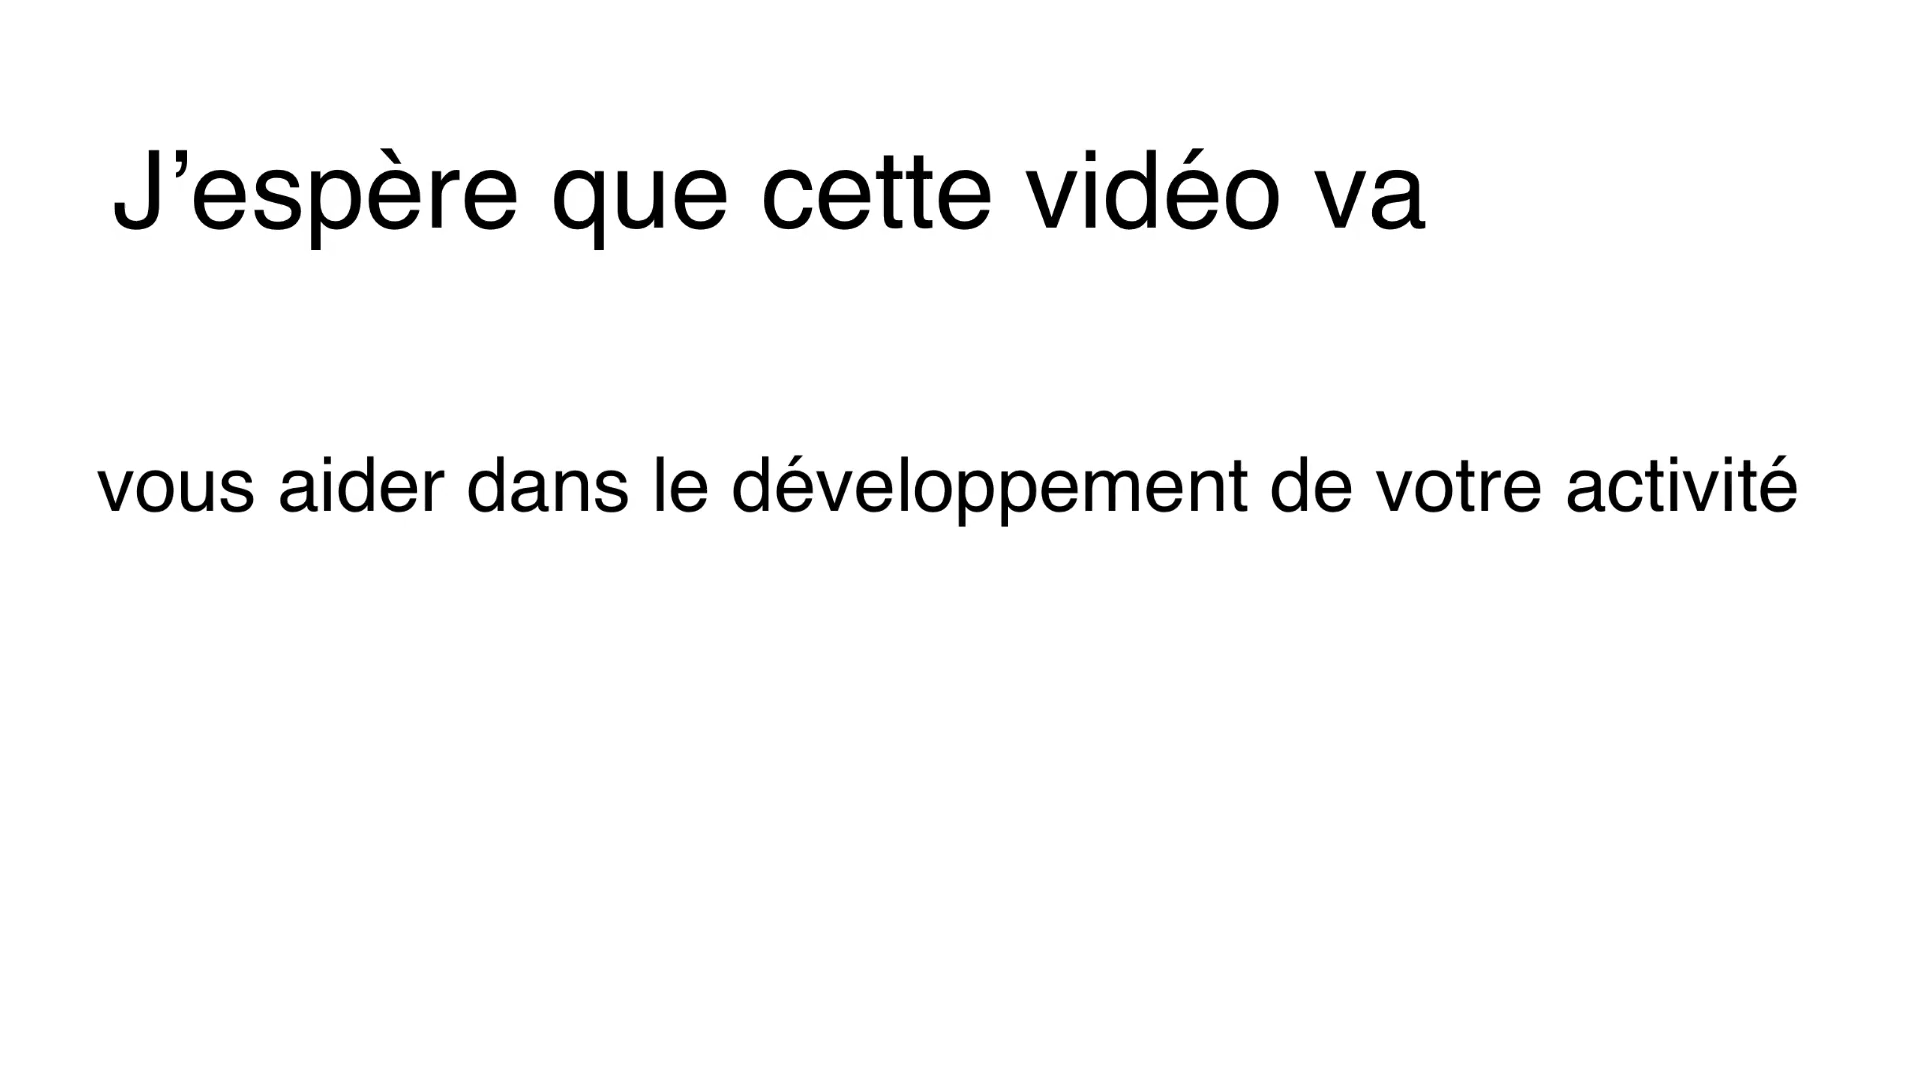 J’espère que cette vidéo va
vous aider dans le développement de votre activité